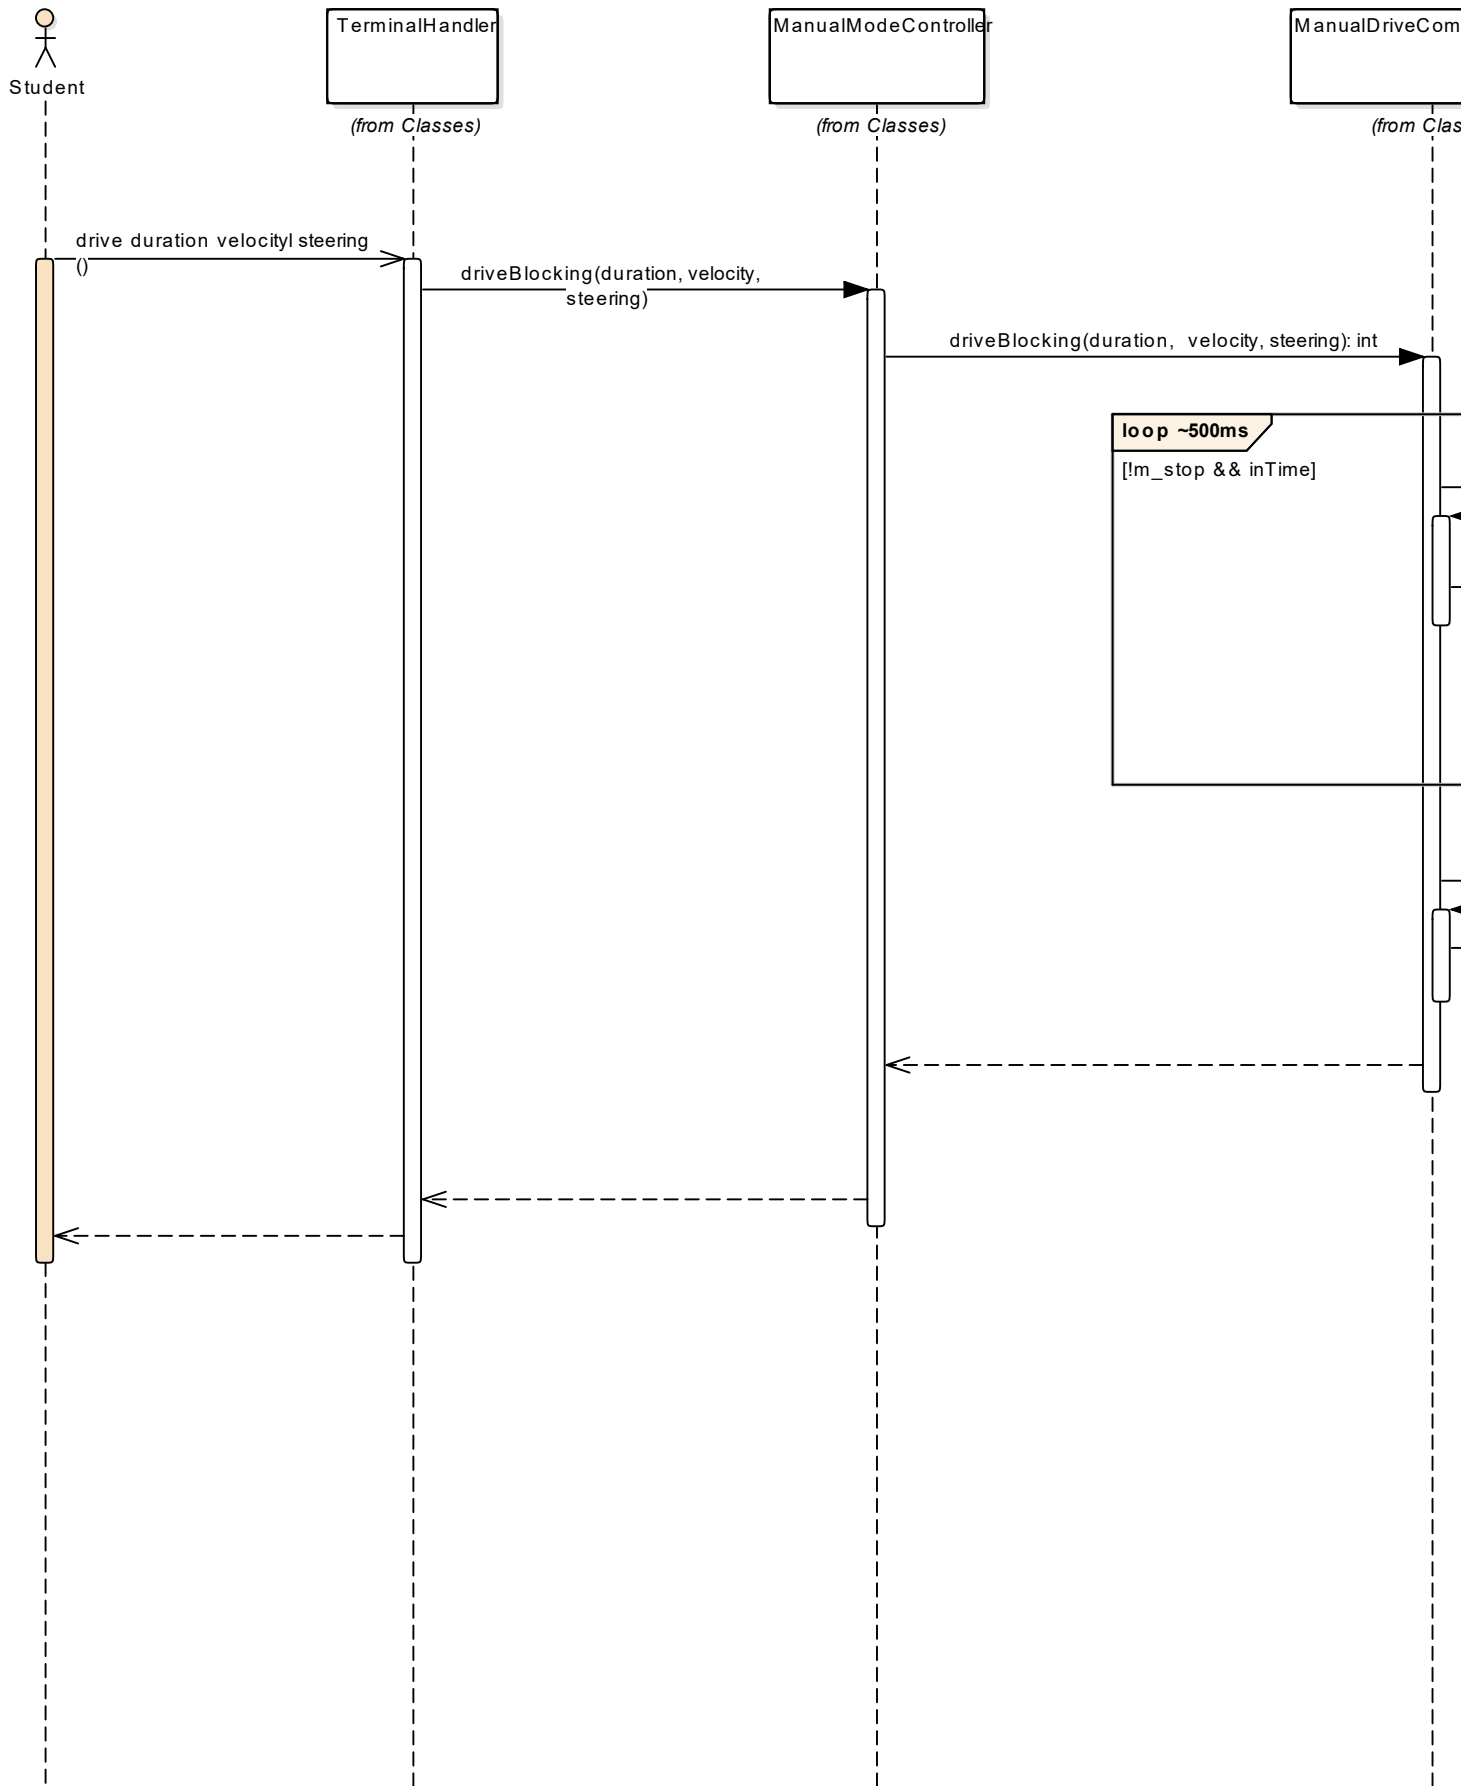 TerminalHandler
ManualModeController
ManualDriveCom
Student
(from Classes)
(from Classes)
(from Clas
drive duration velocityl steering
()
driveBlocking(duration, velocity,
steering)
driveBlocking(duration, velocity, steering): int
loop ~500ms
[!m_stop && inTime]